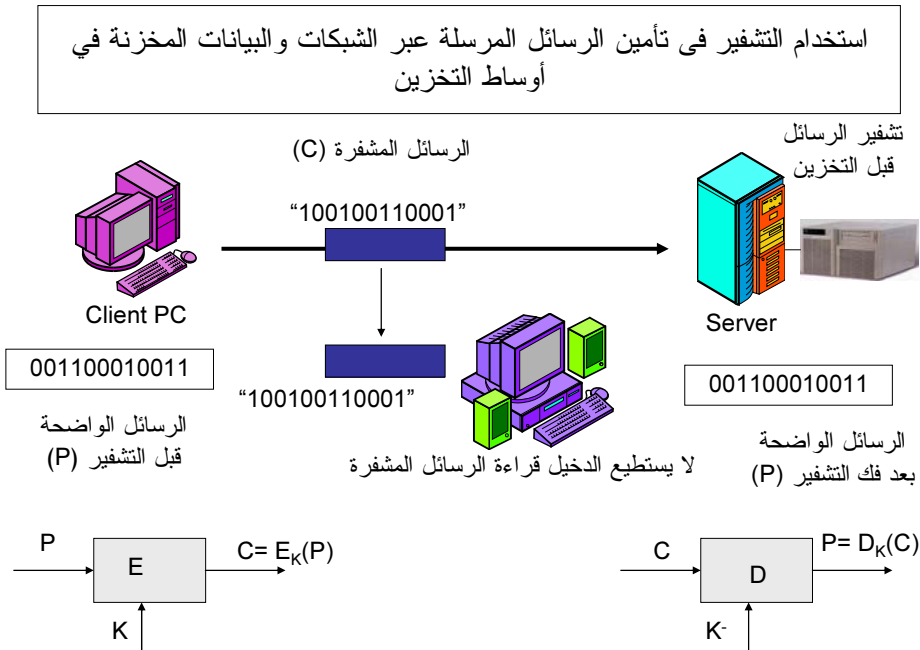 استخدام التشفير فى تأمين الرسائل المرسلة عبر الشبكات والبيانات المخزنة في
أوساط التخزين
الرسائل المشفرة (C)
تشفير الرسائل
قبل التخزين
“100100110001”
Client PC
Server
001100010011
“100100110001”
001100010011
الرسائل الواضحة
قبل التشفير (P)
لا يستطيع الدخيل قراءة الرسائل المشفرة
الرسائل الواضحة
بعد فك التشفير (P)
P
E
C= EK(P)
K
C
D
P= DK(C)
K-